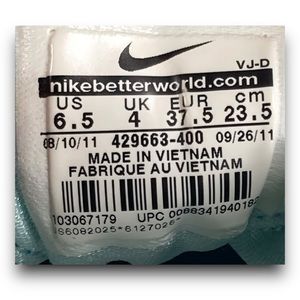 VJ-D
nikebetterworld.com
US UK EUR cm
6.5 4 37.5 23.5
08/10/11 429663-400 09/26/11
MADE IN VIETNAM
FABRIQUE AU VIETNAM
103067179 UPC